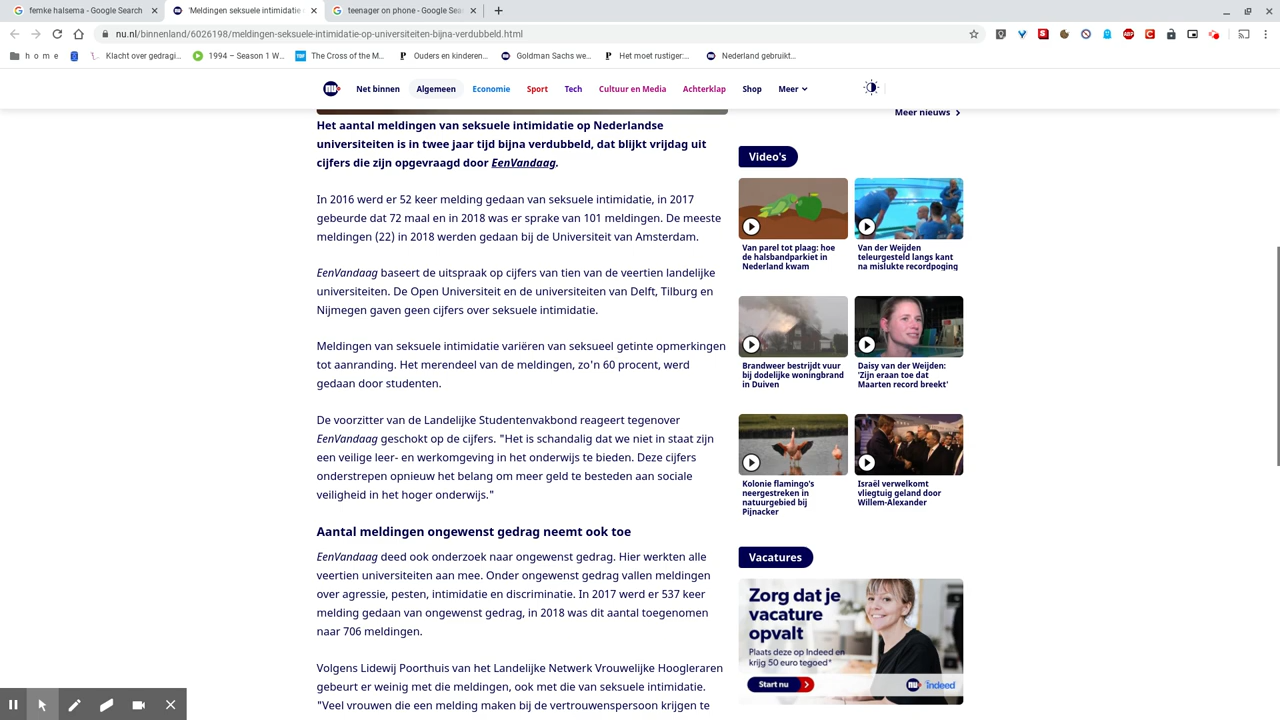 femke halsema - Google Search
'Meldingen seksuele intimidatie
teenager on phone - Google Sea
nu.nl/binnenland/6026198/meldingen-seksuele-intimidatie-op-universiteiten-bijna-verdubbeld.html
h o m e
Klacht over gedragi...
1994 – Season 1 W...
The Cross of the M...
Ouders en kinderen...
Goldman Sachs we...
Het moet rustiger:...
Nederland gebruikt...
nu
Net binnen
Algemeen
Economie
Sport
Tech
Cultuur en Media
Achterklap
Shop
Meer
Meer nieuws
Het aantal meldingen van seksuele intimidatie op Nederlandse
universiteiten is in twee jaar tijd bijna verdubbeld, dat blijkt vrijdag uit
cijfers die zijn opgevraagd door EenVandaag.
In 2016 werd er 52 keer melding gedaan van seksuele intimidatie, in 2017
gebeurde dat 72 maal en in 2018 was er sprake van 101 meldingen. De meeste
meldingen (22) in 2018 werden gedaan bij de Universiteit van Amsterdam.
EenVandaag baseert de uitspraak op cijfers van tien van de veertien landelijke
universiteiten. De Open Universiteit en de universiteiten van Delft, Tilburg en
Nijmegen gaven geen cijfers over seksuele intimidatie.
Meldingen van seksuele intimidatie variëren van seksueel getinte opmerkingen
tot aanranding. Het merendeel van de meldingen, zo'n 60 procent, werd
gedaan door studenten.
De voorzitter van de Landelijke Studentenvakbond reageert tegenover
EenVandaag geschokt op de cijfers. "Het is schandalig dat we niet in staat zijn
een veilige leer- en werkomgeving in het onderwijs te bieden. Deze cijfers
onderstrepen opnieuw het belang om meer geld te besteden aan sociale
veiligheid in het hoger onderwijs."
Aantal meldingen ongewenst gedrag neemt ook toe
EenVandaag deed ook onderzoek naar ongewenst gedrag. Hier werkten alle
veertien universiteiten aan mee. Onder ongewenst gedrag vallen meldingen
over agressie, pesten, intimidatie en discriminatie. In 2017 werd er 537 keer
melding gedaan van ongewenst gedrag, in 2018 was dit aantal toegenomen
naar 706 meldingen.
Volgens Lidewij Poorthuis van het Landelijke Netwerk Vrouwelijke Hoogleraren
gebeurt er weinig met die meldingen, ook met die van seksuele intimidatie.
"Veel vrouwen die een melding maken bij de vertrouwenspersoon krijgen te
Video's
Van parel tot plaag: hoe
de halsbandparkiet in
Nederland kwam
Van der Weijden
teleurgesteld langs kant
na mislukte recordpoging
Brandweer bestrijdt vuur
bij dodelijke woningbrand
in Duiven
Daisy van der Weijden:
'Zijn eraan toe dat
Maarten record breekt'
Kolonie flamingo's
neergestreken in
natuurgebied bij
Pijnacker
Israël verwelkomt
vliegtuig geland door
Willem-Alexander
Vacatures
Zorg dat je
vacature
opvalt
Plaats deze op Indeed en
krijg 50 euro tegoed*
Start nu
nu
indeed